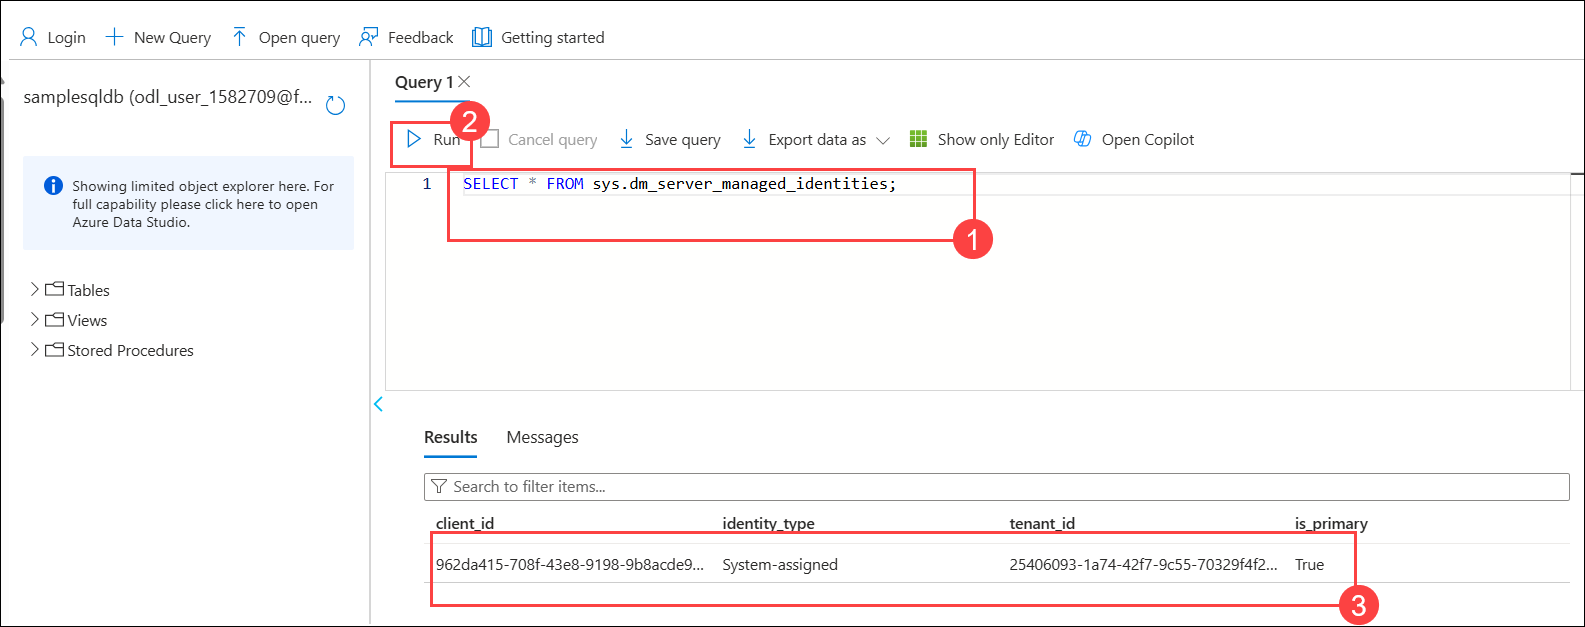 Login New Query Open query Feedback Getting started
samplesqldb (odl_user_1582709@f...
Showing limited object explorer here. For
full capability please click here to open
Azure Data Studio.
Tables
Views
Stored Procedures
Query 1
2
Run Cancel query Save query Export data as Show only Editor Open Copilot
1 SELECT * FROM sys.dm_server_managed_identities;
1
Results Messages
Search to filter items...
client_id identity_type tenant_id is_primary
962da415-708f-43e8-9198-9b8acde9... System-assigned 25406093-1a74-42f7-9c55-70329f4f2... True
3